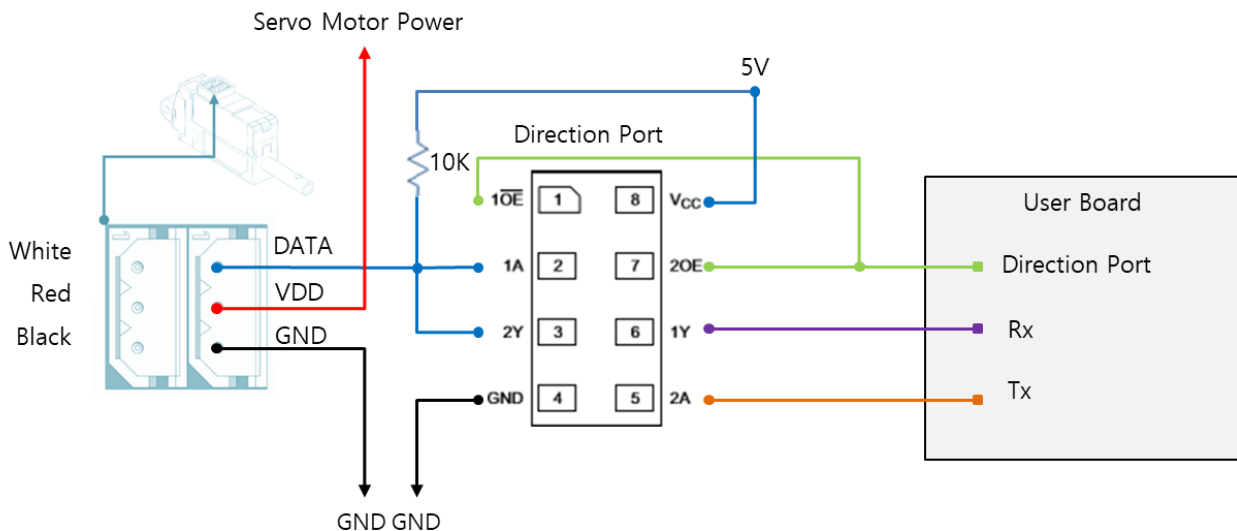 Servo Motor Power
5V
Direction Port
10K
1OE
1
8
VCC
User Board
White
DATA
1A
2
7
2OE
Direction Port
Red
VDD
Black
GND
2Y
3
6
1Y
Rx
GND
4
5
2A
Tx
GND GND